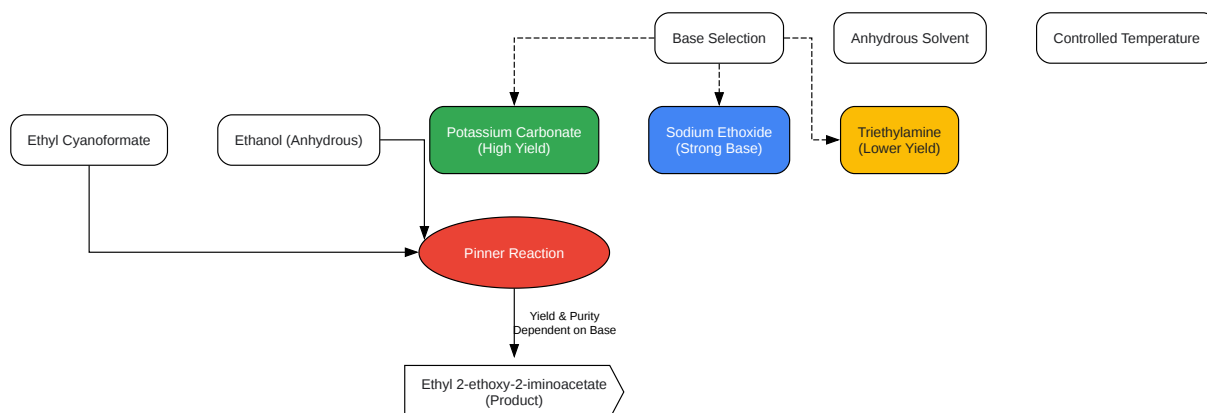 Base Selection
Anhydrous Solvent
Controlled Temperature
Ethyl Cyanoformate
Ethanol (Anhydrous)
Potassium Carbonate
(High Yield)
Sodium Ethoxide
(Strong Base)
Triethylamine
(Lower Yield)
Pinner Reaction
Yield & Purity
Dependent on Base
Ethyl 2-ethoxy-2-iminoacetate
(Product)